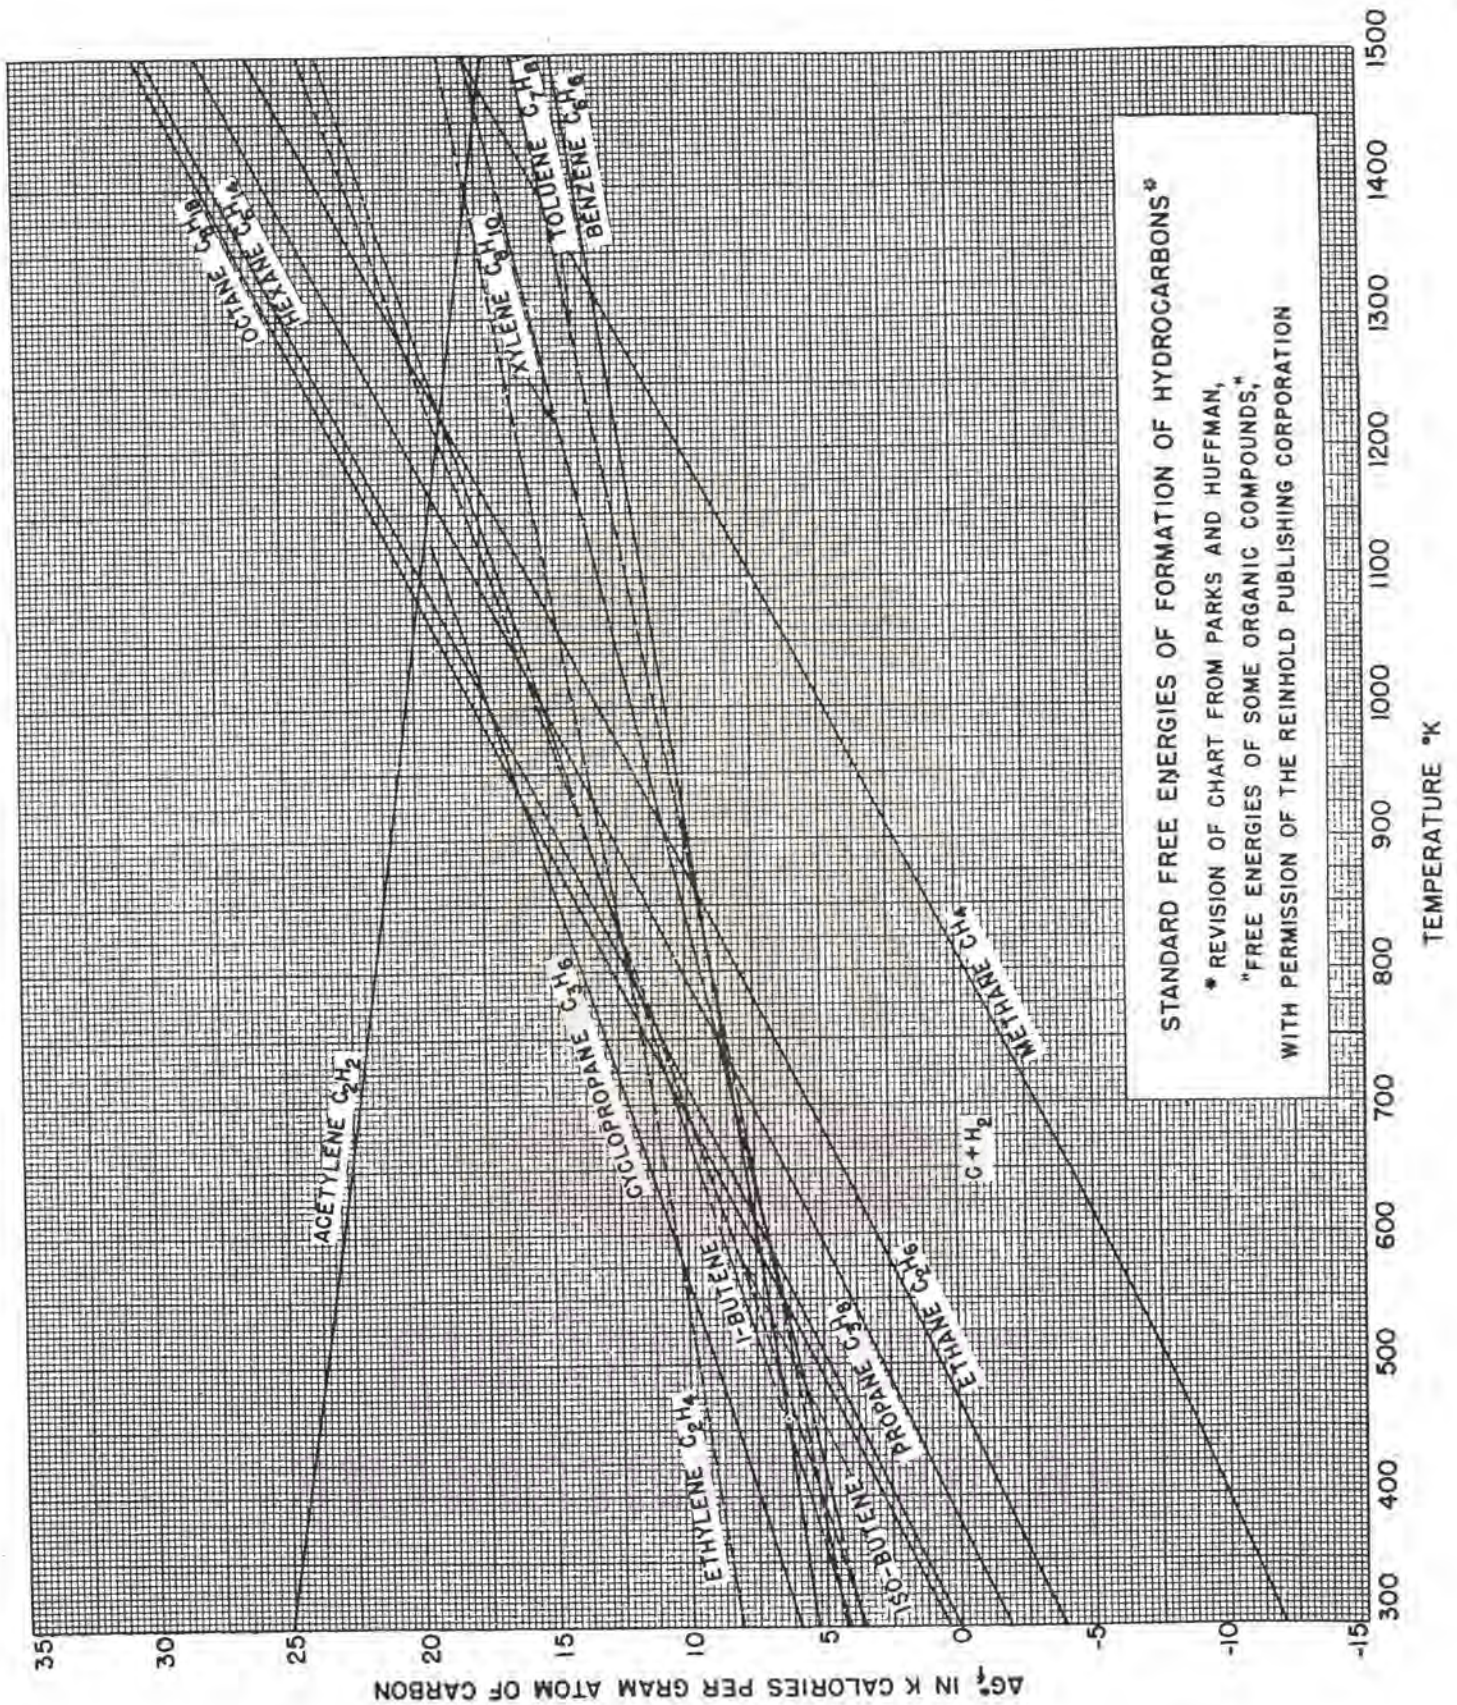 35
30
25
20
15
10
5
0
-5
-10
-15
ΔG°f IN K CALORIES PER GRAM ATOM OF CARBON
300
400
500
600
700
800
900
1000
1100
1200
1300
1400
1500
TEMPERATURE °K
ACETYLENE C2H2
OCTANE C8H18
HEXANE C6H14
CYCLOPROPANE C3H6
XYLENE C8H10
TOLUENE C7H8
BENZENE C6H6
ETHYLENE C2H4
1-BUTENE
ISO-BUTENE
PROPANE C3H8
ETHANE C2H6
METHANE CH4
C + H2
STANDARD FREE ENERGIES OF FORMATION OF HYDROCARBONS*
* REVISION OF CHART FROM PARKS AND HUFFMAN,
"FREE ENERGIES OF SOME ORGANIC COMPOUNDS,"
WITH PERMISSION OF THE REINHOLD PUBLISHING CORPORATION